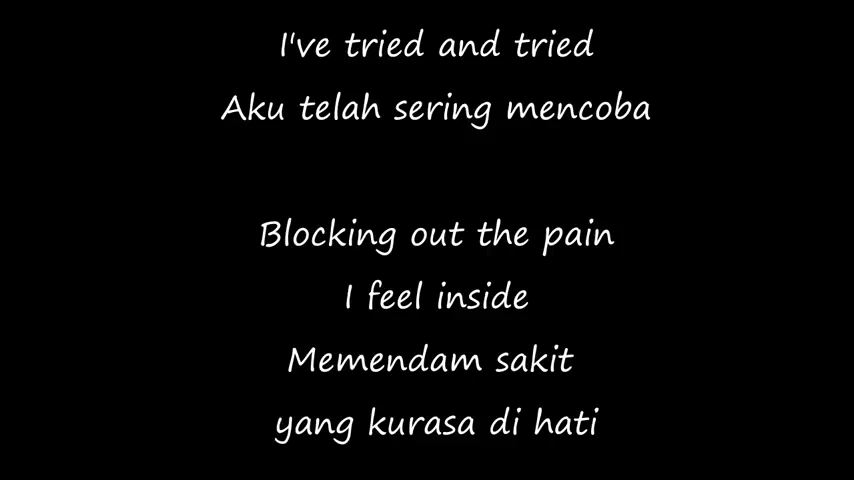 I've tried and tried
Aku telah sering mencoba
Blocking out the pain
I feel inside
Memendam sakit
yang kurasa di hati